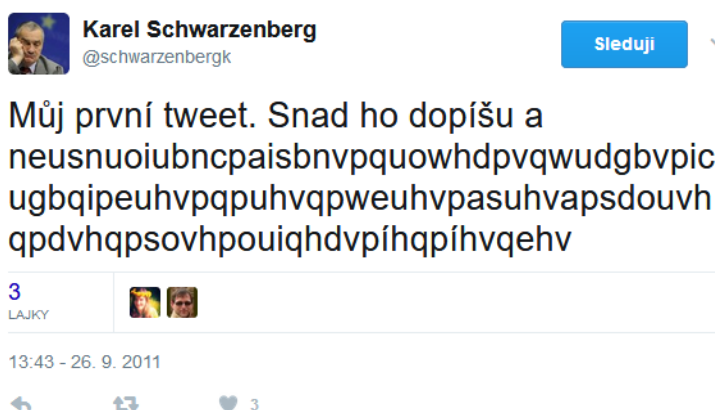 Karel Schwarzenberg
@schwarzenbergk
Sleduji
Můj první tweet. Snad ho dopíšu a
neusnuoiubncpaisbnvpquowhdpvqwudgbvpic
ugbqipeuhvpqpuhvqpweuhvpasuhvapsdouvh
qpdvhqpsovhpouiqhdvpíhqpíhvqehv
3
LAJKY
13:43 - 26. 9. 2011
3